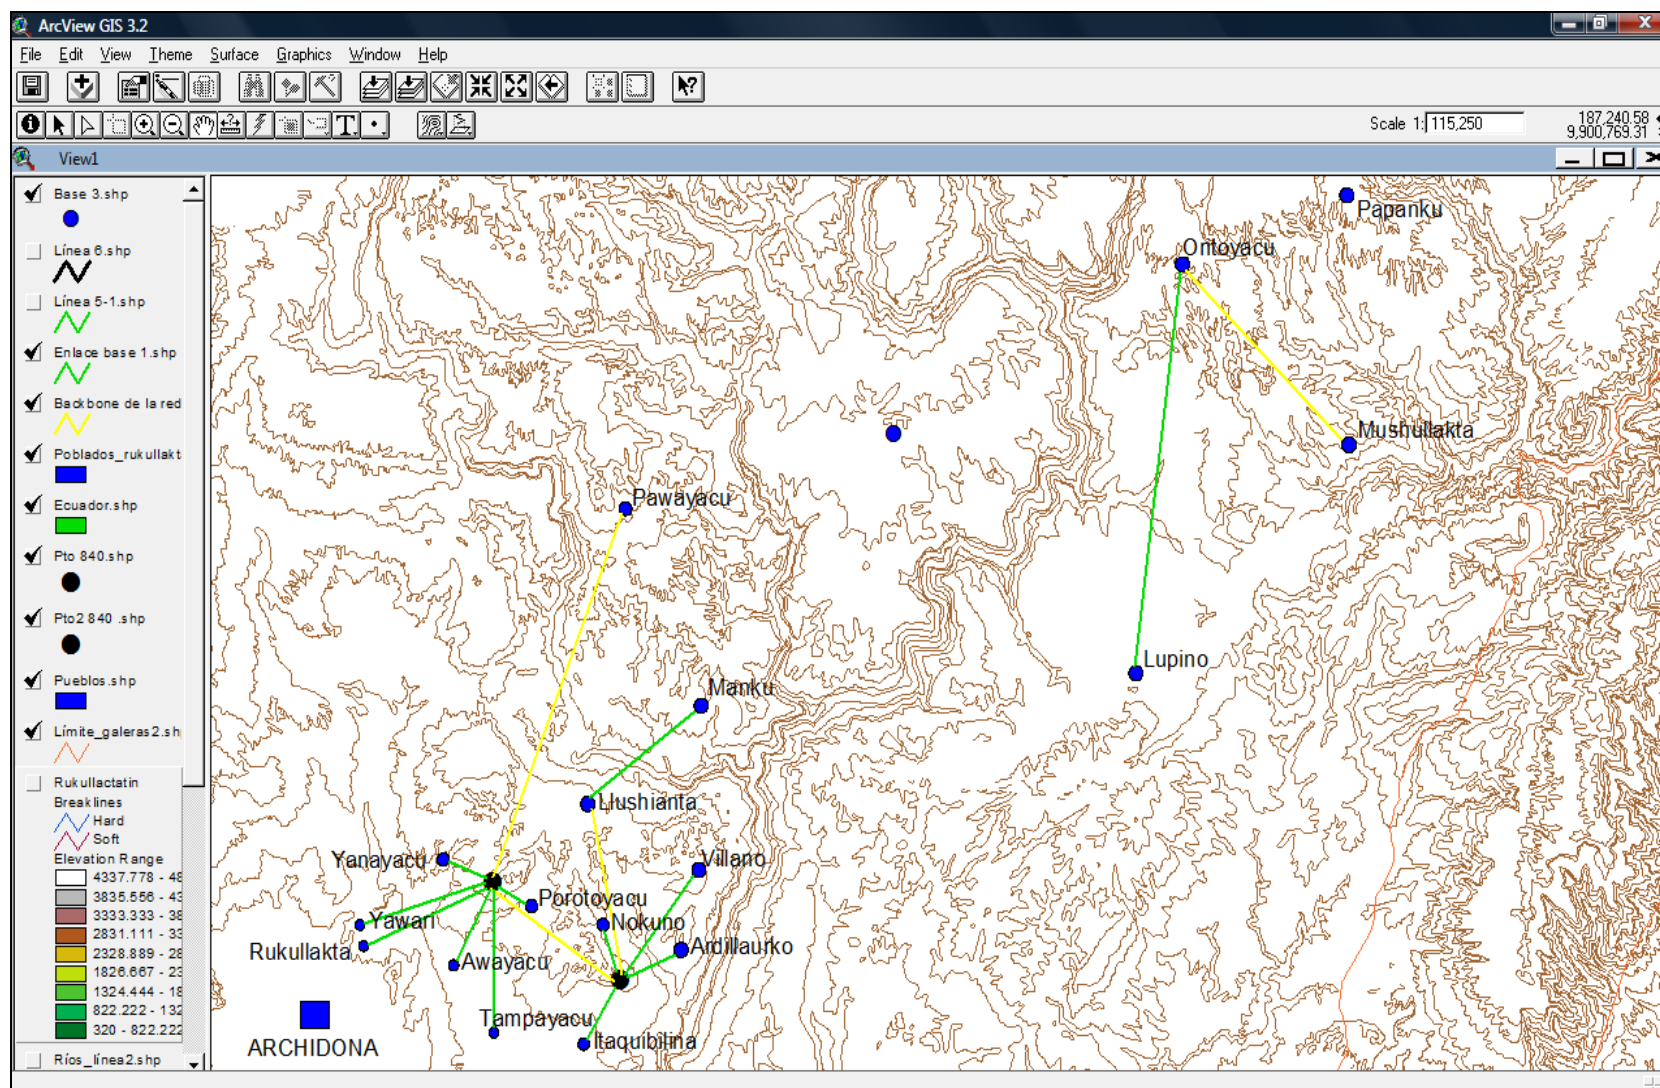 ArcView GIS 3.2
File Edit View Theme Surface Graphics Window Help
Scale 1: 115,250
187,240.58
9,900,769.31
View1
Base 3.shp
Línea 6.shp
Línea 5-1.shp
Enlace base 1.shp
Backbone de la red
Poblados_rukullakt
Ecuador.shp
Pto 840.shp
Pto2 840 .shp
Pueblos.shp
Límite_galeras2.sh
Rukullactatin
Breaklines
Hard
Soft
Elevation Range
4337.778 - 48
3835.556 - 43
3333.333 - 38
2831.111 - 33
2328.889 - 28
1826.667 - 23
1324.444 - 18
822.222 - 132
320 - 822.222
Ríos_línea2.shp
Papanku
Oritoyacu
Mushullakta
Pawayacu
Lupino
Manku
Llushianta
Yanayacu
Villano
Porotoyacu
Yawari
Nokuno
Rukullakta
Ardillaurko
Awayacu
Tampayacu
Itaquibilina
ARCHIDONA